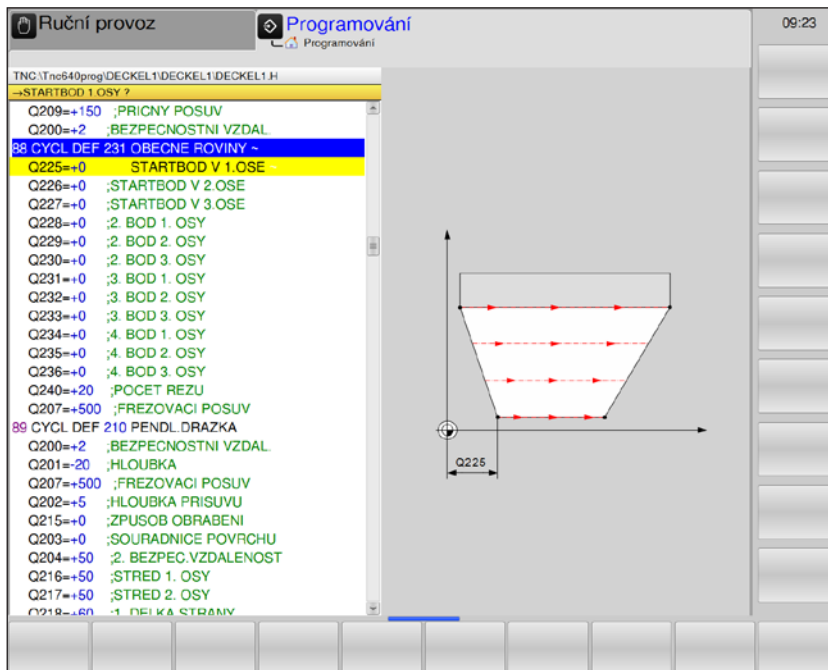 Ruční provoz
Programování
Programování
09:23
TNC:\Tnc640prog\DECKEL1\DECKEL1\DECKEL1.H
→STARTBOD 1.OSY ?
Q209=+150 ;PRICNY POSUV
Q200=+2 ;BEZPECNOSTNI VZDAL.
88 CYCL DEF 231 OBECNE ROVINY ~
Q225=+0 STARTBOD V 1.OSE ~
Q226=+0 ;STARTBOD V 2.OSE
Q227=+0 ;STARTBOD V 3.OSE
Q228=+0 ;2. BOD 1. OSY
Q229=+0 ;2. BOD 2. OSY
Q230=+0 ;2. BOD 3. OSY
Q231=+0 ;3. BOD 1. OSY
Q232=+0 ;3. BOD 2. OSY
Q233=+0 ;3. BOD 3. OSY
Q234=+0 ;4. BOD 1. OSY
Q235=+0 ;4. BOD 2. OSY
Q236=+0 ;4. BOD 3. OSY
Q240=+20 ;POCET REZU
Q207=+500 ;FREZOVACI POSUV
89 CYCL DEF 210 PENDL.DRAZKA
Q200=+2 ;BEZPECNOSTNI VZDAL.
Q201=-20 ;HLOUBKA
Q207=+500 ;FREZOVACI POSUV
Q202=+5 ;HLOUBKA PRISUVU
Q215=+0 ;ZPUSOB OBRABENI
Q203=+0 ;SOURADNICE POVRCHU
Q204=+50 ;2. BEZPEC.VZDALENOST
Q216=+50 ;STRED 1. OSY
Q217=+50 ;STRED 2. OSY
Q218=+60 ;1. DELKA STRANY
Q225